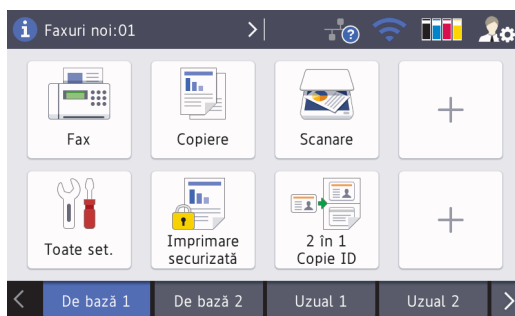 Faxuri noi:01
Fax
Copiere
Scanare
Toate set.
Imprimare
securizată
2 în 1
Copie ID
De bază 1
De bază 2
Uzual 1
Uzual 2